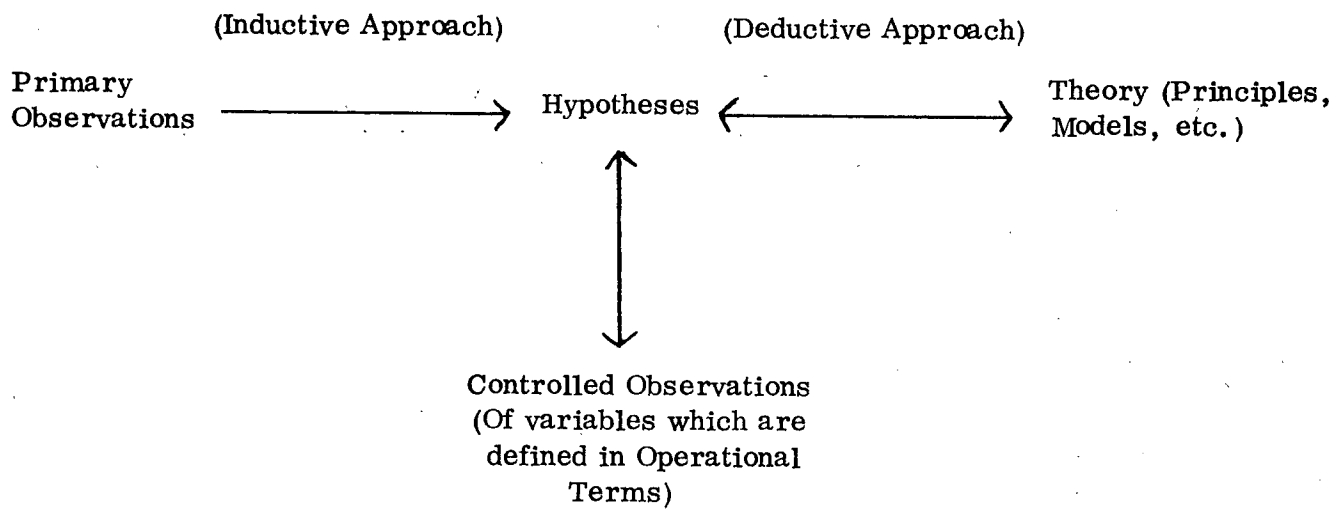 (Inductive Approach)
(Deductive Approach)
Primary
Observations
Hypotheses
Theory (Principles,
Models, etc.)
Controlled Observations
(Of variables which are
defined in Operational
Terms)